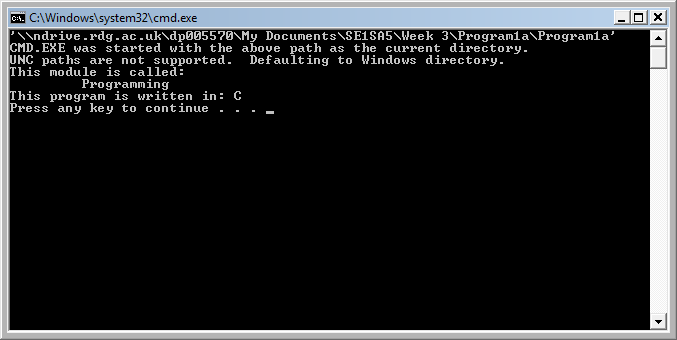 C:\Windows\system32\cmd.exe
'\\ndrive.rdg.ac.uk\dp005570\My Documents\SE1SA5\Week 3\Program1a\Program1a'
CMD.EXE was started with the above path as the current directory.
UNC paths are not supported.  Defaulting to Windows directory.
This module is called:
         Programming
This program is written in: C
Press any key to continue . . . _